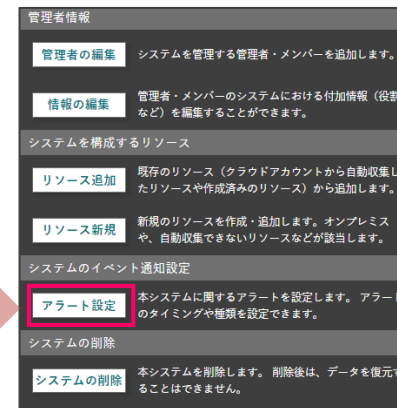 管理者情報
管理者の編集
システムを管理する管理者・メンバーを追加します。
情報の編集
管理者・メンバーのシステムにおける付加情報（役割
など）を編集することができます。
システムを構成するリソース
リソース追加
既存のリソース（クラウドアカウントから自動収集し
たリソースや作成済みのリソース）から追加します。
リソース新規
新規のリソースを作成・追加します。オンプレミス
や、自動収集できないリソースなどが該当します。
システムのイベント通知設定
アラート設定
本システムに関するアラートを設定します。 アラート
のタイミングや種類を設定できます。
システムの削除
システムの削除
本システムを削除します。 削除後は、データを復元す
ることはできません。